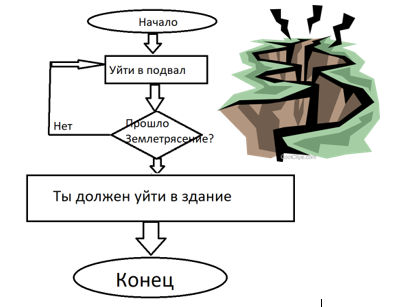 Начало
Уйти в подвал
Прошло
Землетрясение?
Нет
Ты должен уйти в здание
Конец